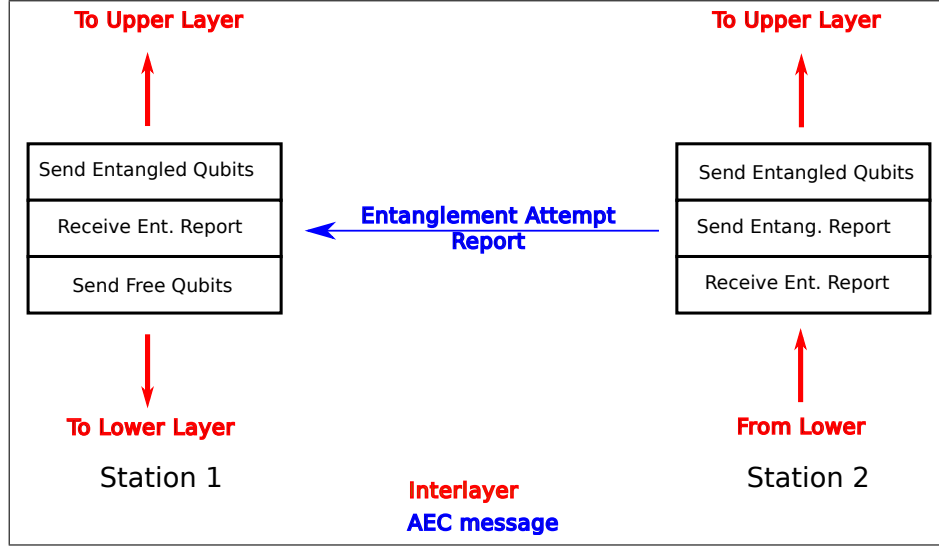 To Upper Layer
To Upper Layer
Send Entangled Qubits
Receive Ent. Report
Send Free Qubits
Entanglement Attempt
Report
Send Entangled Qubits
Send Entang. Report
Receive Ent. Report
To Lower Layer
From Lower
Station 1
Station 2
Interlayer
AEC message